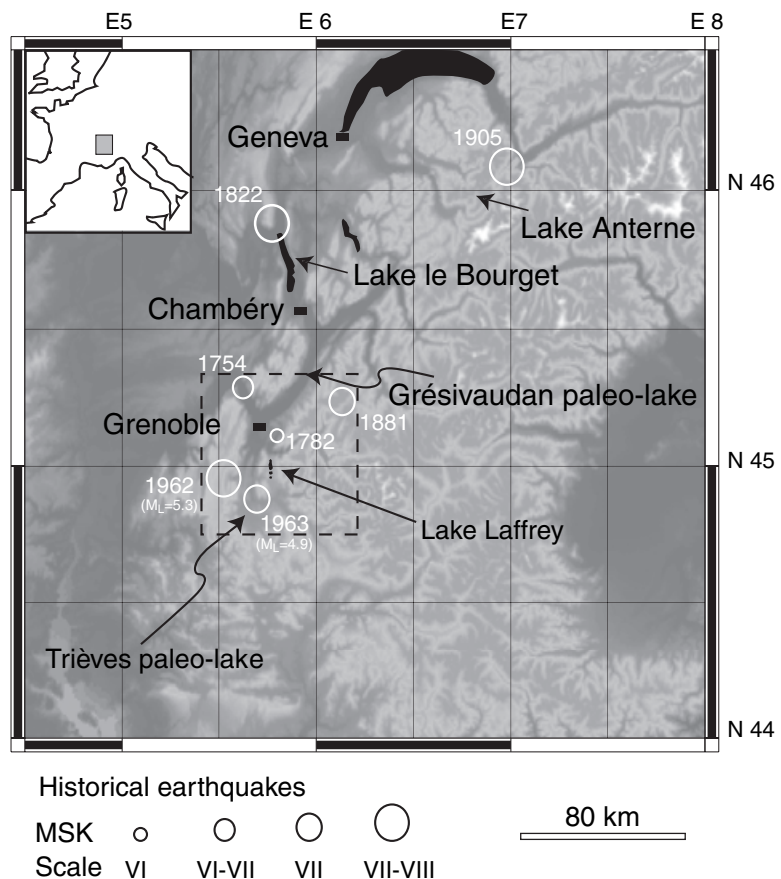 E5 E 6 E7 E 8
Geneva
1905
N 46
1822
Lake Anterne
Lake le Bourget
Chambéry
1754
Grésivaudan paleo-lake
Grenoble
1881
1782
N 45
1962
(ML=5.3)
1963
(ML=4.9)
Lake Laffrey
Trièves paleo-lake
N 44
Historical earthquakes
80 km
MSK
Scale VI VI-VII VII VII-VIII